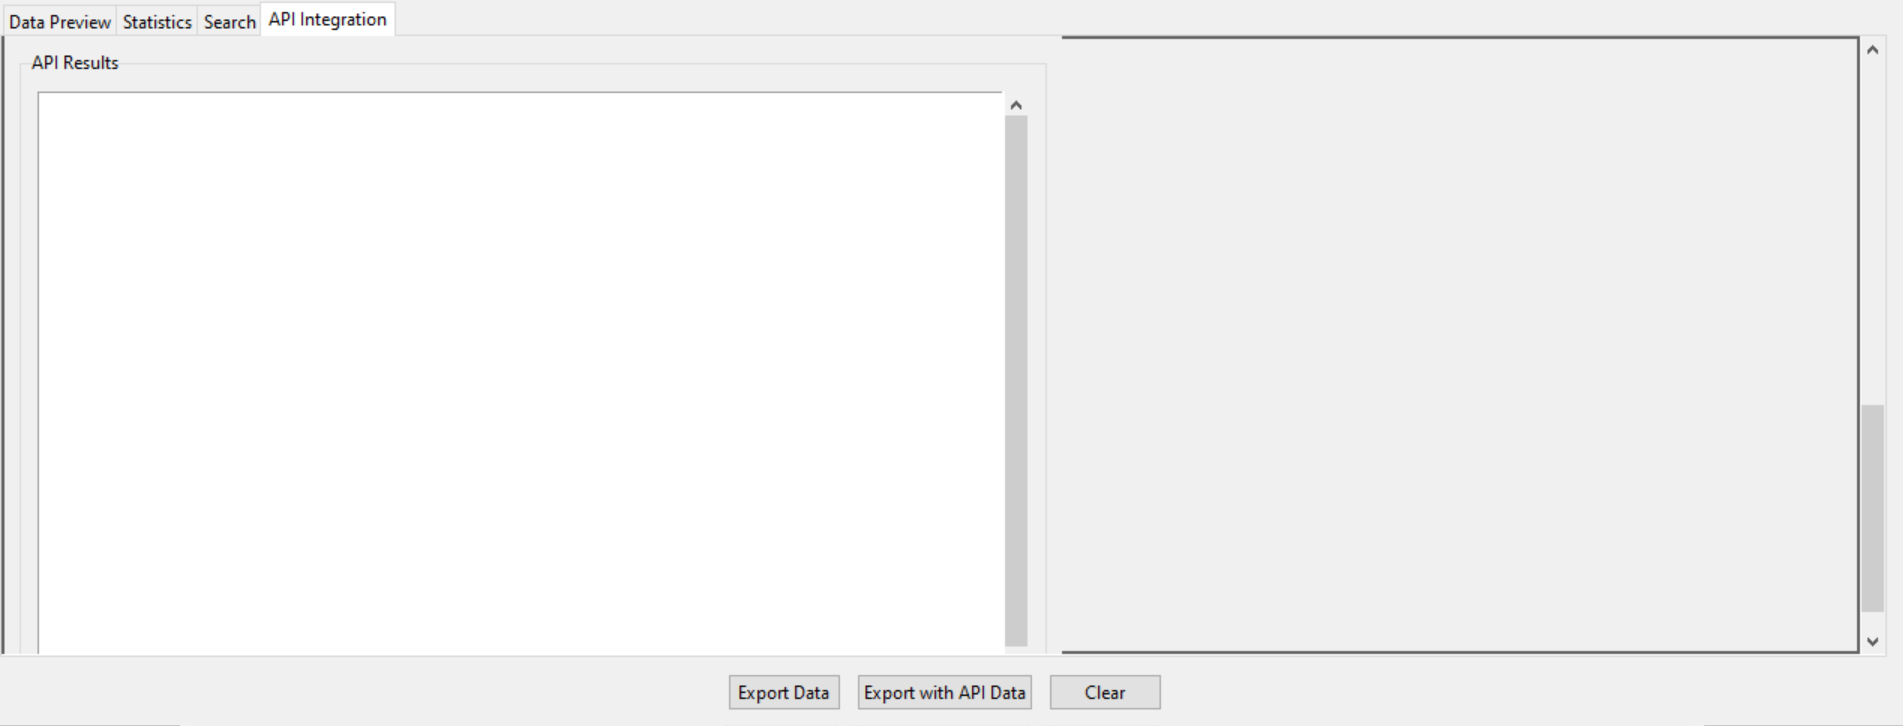 Data Preview Statistics Search API Integration
API Results
Export Data Export with API Data Clear